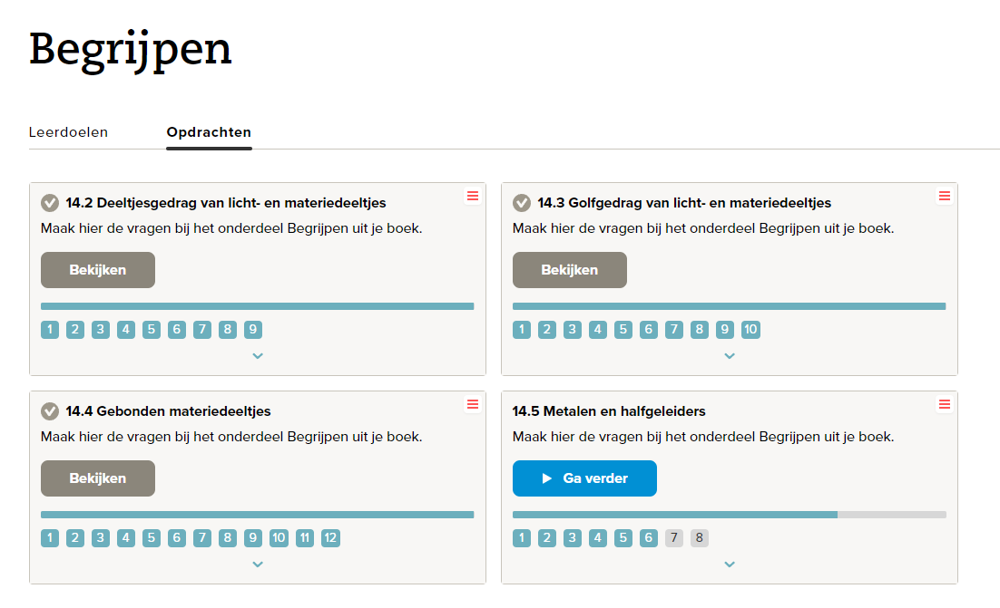 Begrijpen
Leerdoelen
Opdrachten
14.2 Deeltjesgedrag van licht- en materiedeeltjes
Maak hier de vragen bij het onderdeel Begrijpen uit je boek.
Bekijken
1 2 3 4 5 6 7 8 9
14.3 Golfgedrag van licht- en materiedeeltjes
Maak hier de vragen bij het onderdeel Begrijpen uit je boek.
Bekijken
1 2 3 4 5 6 7 8 9 10
14.4 Gebonden materiedeeltjes
Maak hier de vragen bij het onderdeel Begrijpen uit je boek.
Bekijken
1 2 3 4 5 6 7 8 9 10 11 12
14.5 Metalen en halfgeleiders
Maak hier de vragen bij het onderdeel Begrijpen uit je boek.
Ga verder
1 2 3 4 5 6 7 8